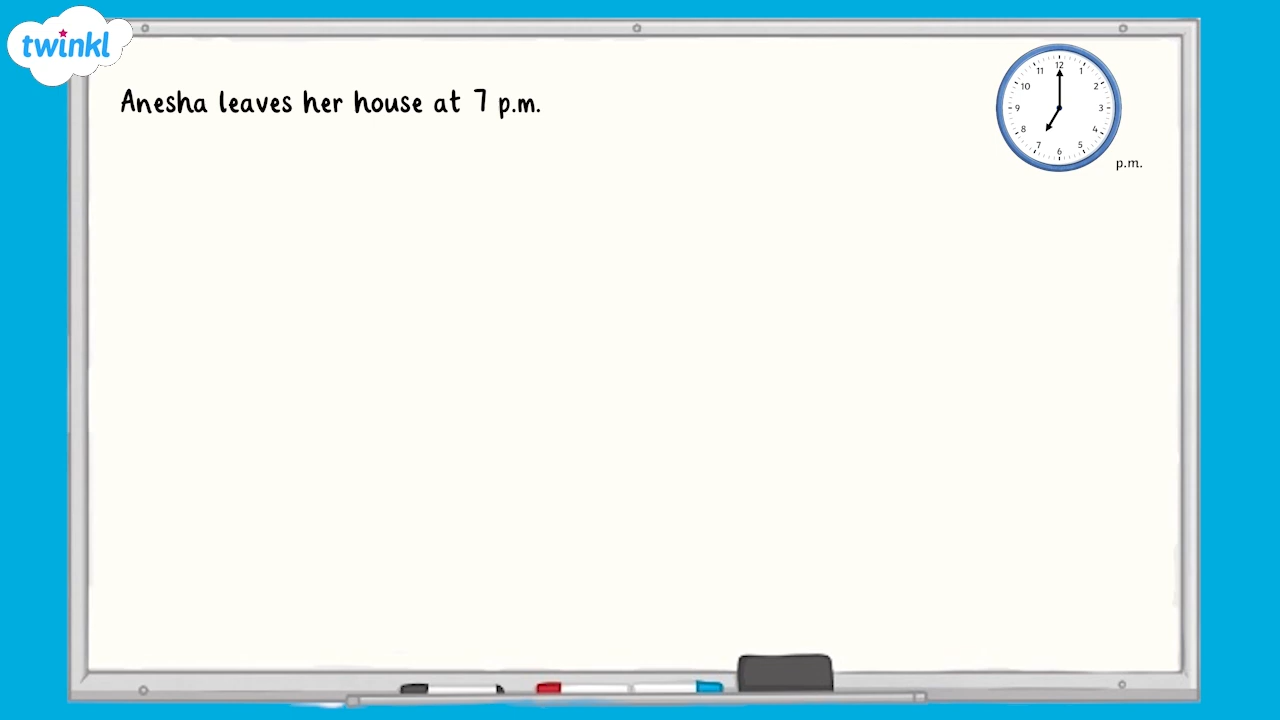 twinkl
Anesha leaves her house at 7 p.m.
12
11 1
10 2
9 3
8 4
7 5
6
p.m.